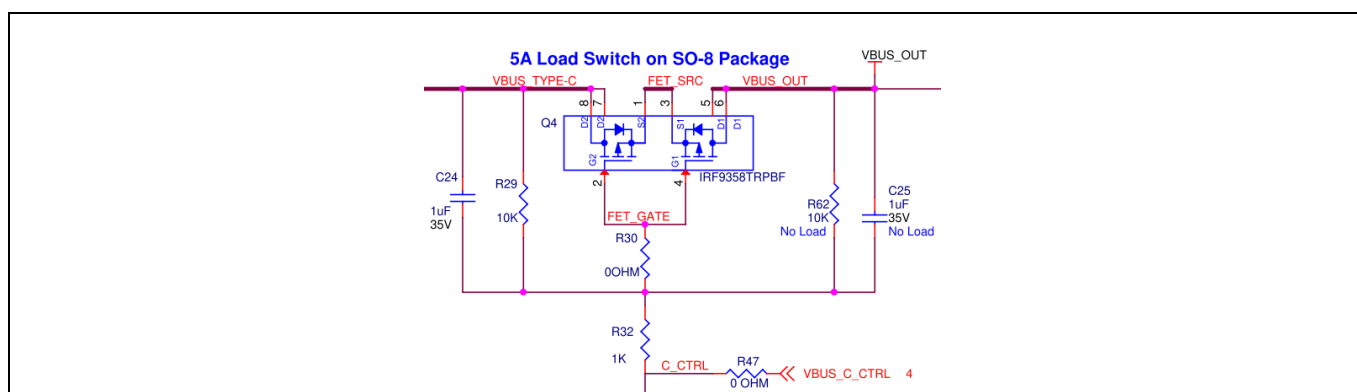 5A Load Switch on SO-8 Package
VBUS_OUT
VBUS_TYPE-C
FET_SRC
VBUS_OUT
8
7
1
3
5
6
Q4
D2
D2
S2
S1
D1
D1
G2
G1
IRF9358TRPBF
2
4
C24
1uF
35V
R29
10K
FET_GATE
R30
0OHM
R62
10K
No Load
C25
1uF
35V
No Load
R32
1K
C_CTRL
R47
0 OHM
VBUS_C_CTRL 4